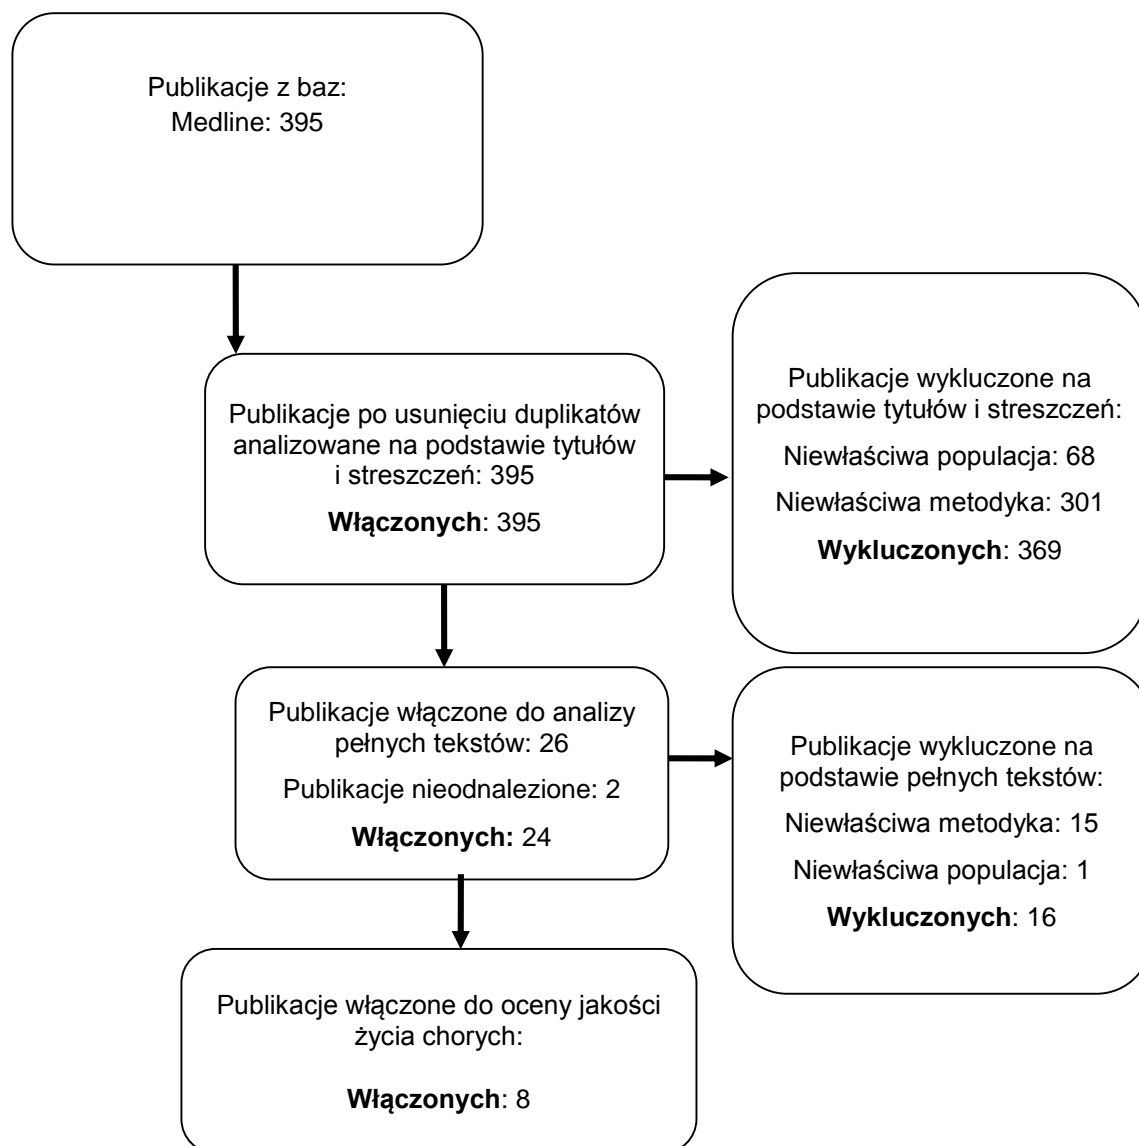 Publikacje z baz:
Medline: 395
Publikacje po usunięciu duplikatów
analizowane na podstawie tytułów
i streszczeń: 395
Włączonych: 395
Publikacje wykluczone na
podstawie tytułów i streszczeń:
Niewłaściwa populacja: 68
Niewłaściwa metodyka: 301
Wykluczonych: 369
Publikacje włączone do analizy
pełnych tekstów: 26
Publikacje nieodnalezione: 2
Włączonych: 24
Publikacje wykluczone na
podstawie pełnych tekstów:
Niewłaściwa metodyka: 15
Niewłaściwa populacja: 1
Wykluczonych: 16
Publikacje włączone do oceny jakości
życia chorych:
Włączonych: 8